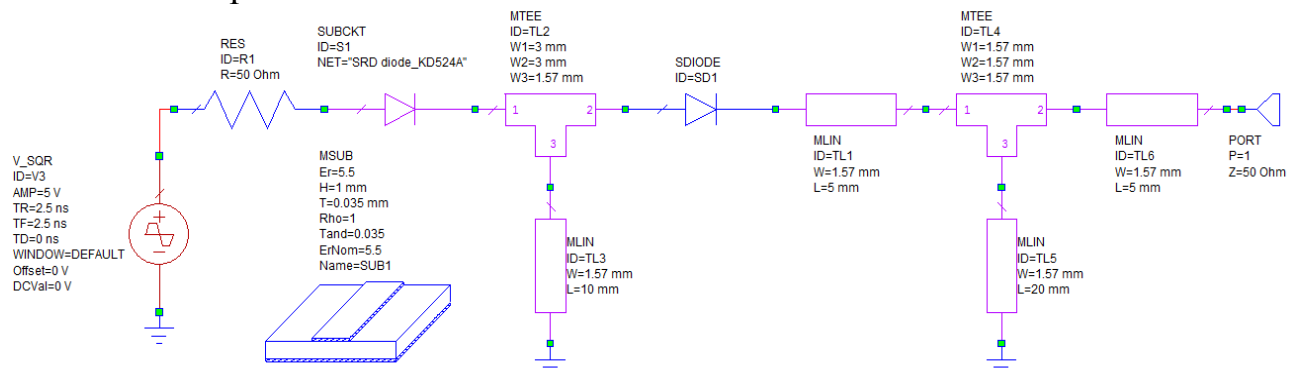 RES
ID=R1
R=50 Ohm
SUBCKT
ID=S1
NET="SRD diode_KD524A"
MTEE
ID=TL2
W1=3 mm
W2=3 mm
W3=1.57 mm
SDIODE
ID=SD1
MTEE
ID=TL4
W1=1.57 mm
W2=1.57 mm
W3=1.57 mm
1
2
3
1
2
3
MLIN
ID=TL1
W=1.57 mm
L=5 mm
MLIN
ID=TL6
W=1.57 mm
L=5 mm
PORT
P=1
Z=50 Ohm
V_SQR
ID=V3
AMP=5 V
TR=2.5 ns
TF=2.5 ns
TD=0 ns
WINDOW=DEFAULT
Offset=0 V
DCVal=0 V
MSUB
Er=5.5
H=1 mm
T=0.035 mm
Rho=1
Tand=0.035
ErNom=5.5
Name=SUB1
MLIN
ID=TL3
W=1.57 mm
L=10 mm
MLIN
ID=TL5
W=1.57 mm
L=20 mm